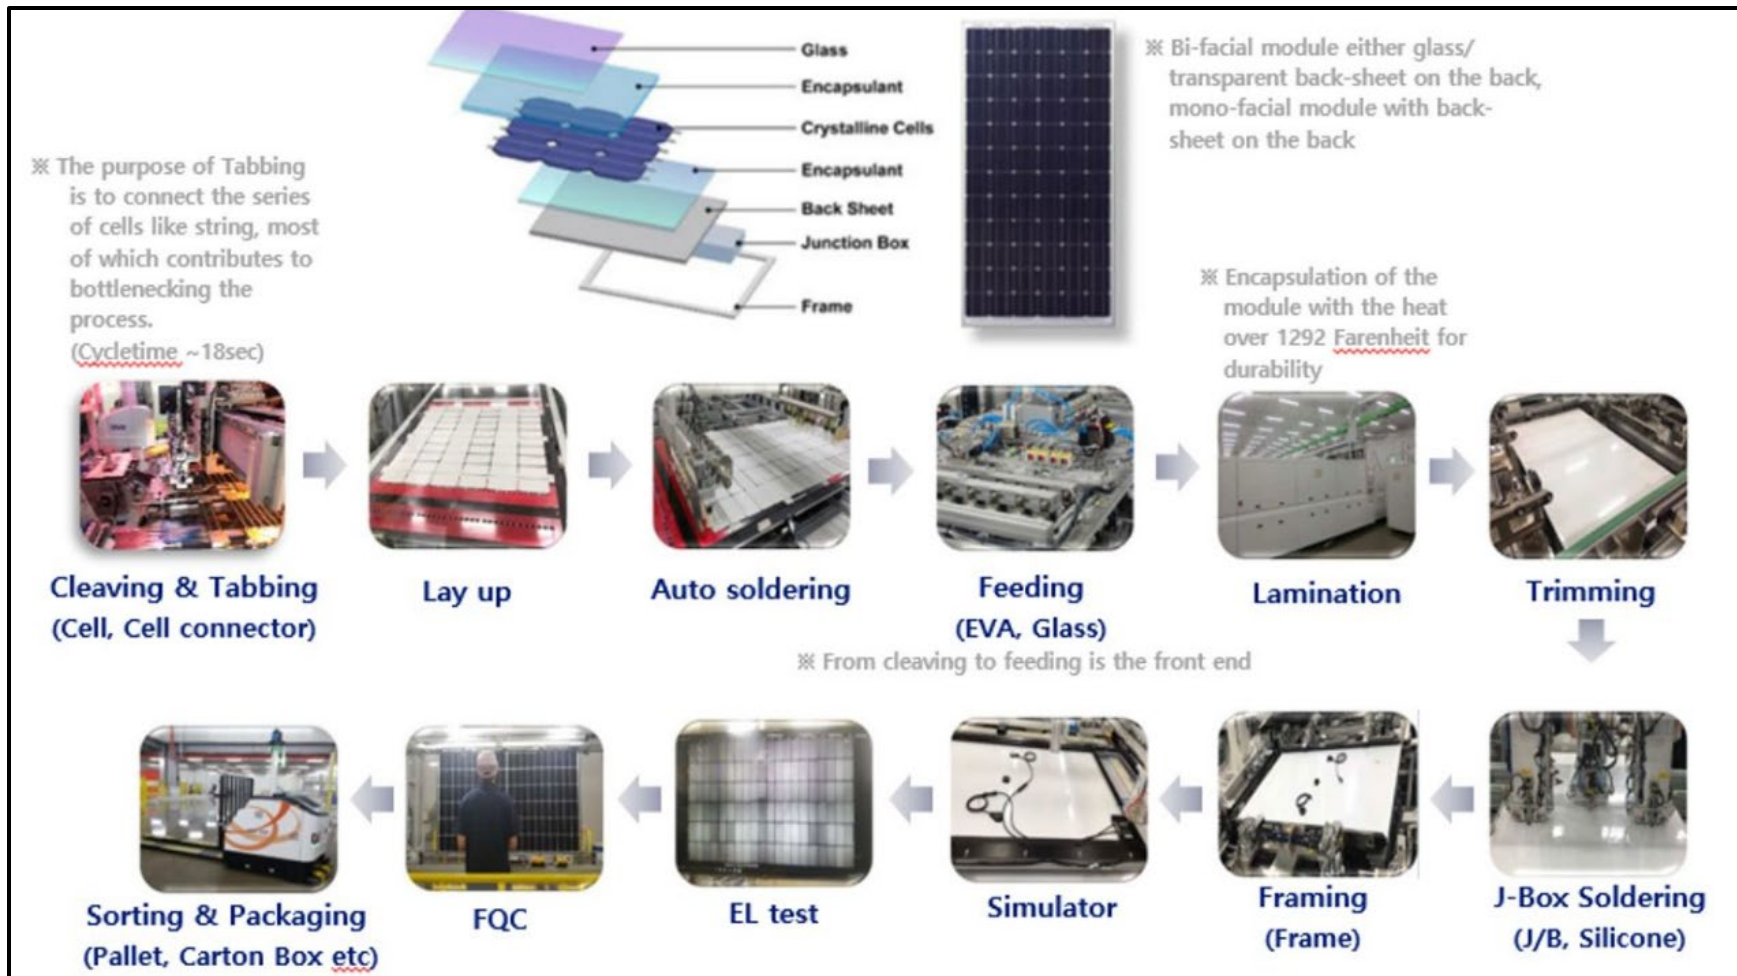 Glass
Encapsulant
Crystalline Cells
Encapsulant
Back Sheet
Junction Box
Frame
※ Bi-facial module either glass/
transparent back-sheet on the back,
mono-facial module with back-
sheet on the back
※ The purpose of Tabbing
is to connect the series
of cells like string, most
of which contributes to
bottlenecking the
process.
(Cycletime ~18sec)
※ Encapsulation of the
module with the heat
over 1292 Farenheit for
durability
Cleaving & Tabbing
(Cell, Cell connector)
Lay up
Auto soldering
Feeding
(EVA, Glass)
Lamination
Trimming
※ From cleaving to feeding is the front end
Sorting & Packaging
(Pallet, Carton Box etc)
FQC
EL test
Simulator
Framing
(Frame)
J-Box Soldering
(J/B, Silicone)